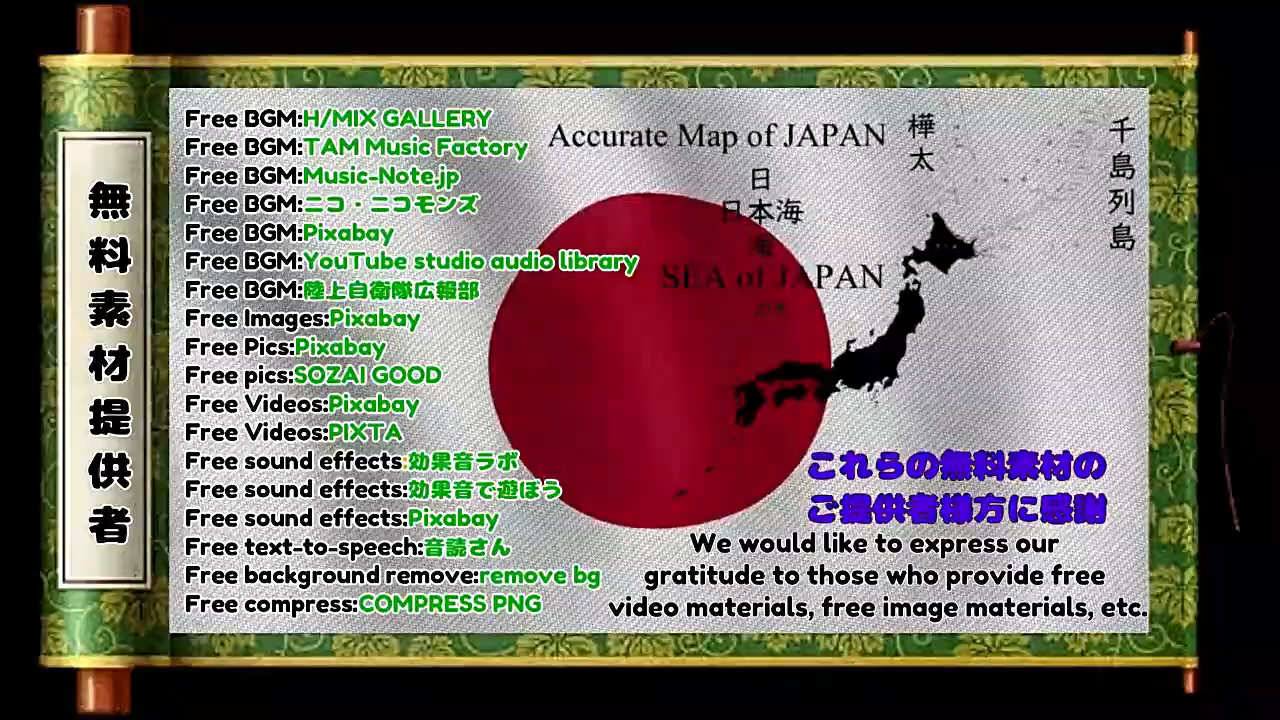 無料素材提供者
Free BGM:H/MIX GALLERY
Free BGM:TAM Music Factory
Free BGM:Music-Note.jp
Free BGM:ニコ・ニコモンズ
Free BGM:Pixabay
Free BGM:YouTube studio audio library
Free BGM:陸上自衛隊広報部
Free Images:Pixabay
Free Pics:Pixabay
Free pics:SOZAI GOOD
Free Videos:Pixabay
Free Videos:PIXTA
Free sound effects:効果音ラボ
Free sound effects:効果音で遊ぼう
Free sound effects:Pixabay
Free text-to-speech:音読さん
Free background remove:remove bg
Free compress:COMPRESS PNG
Accurate Map of JAPAN
樺太
千島列島
日
日本海
海
SEA of JAPAN
これらの無料素材の
ご提供者様方に感謝
We would like to express our
gratitude to those who provide free
video materials, free image materials, etc.